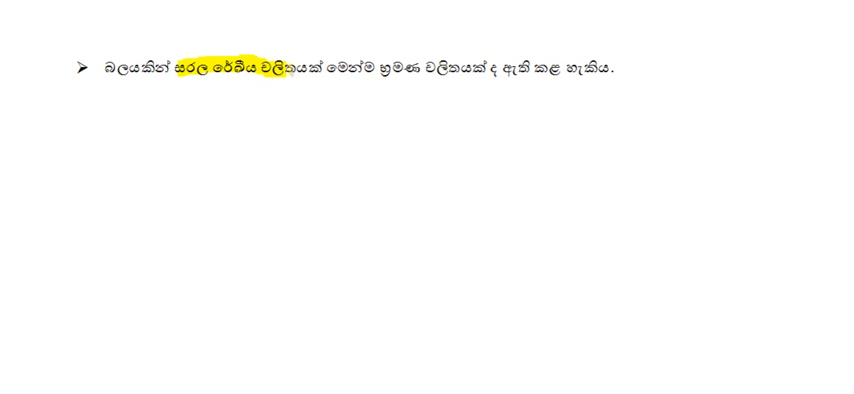 ➢ බලයකින් සරල රේඛීය චලිතයක් මෙන්ම භ්‍රමණ චලිතයක් ද ඇති කළ හැකිය.